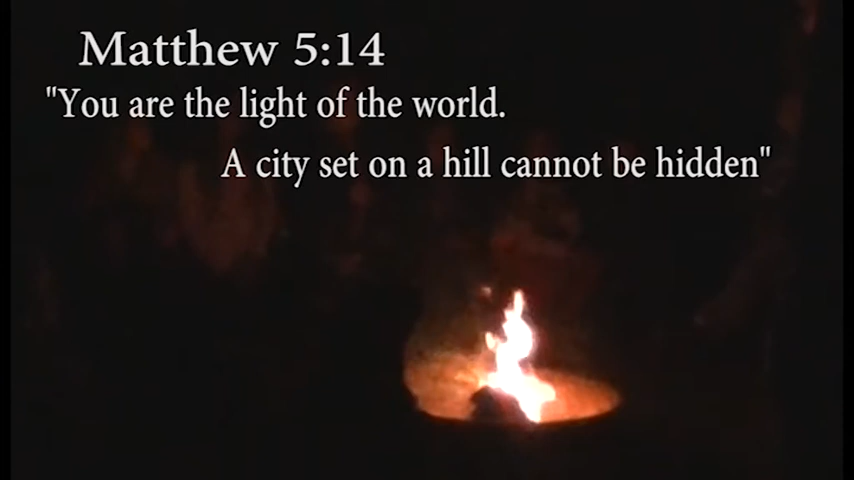 Matthew 5:14
"You are the light of the world.
A city set on a hill cannot be hidden"